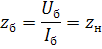 zб = Uб / Iб = zн